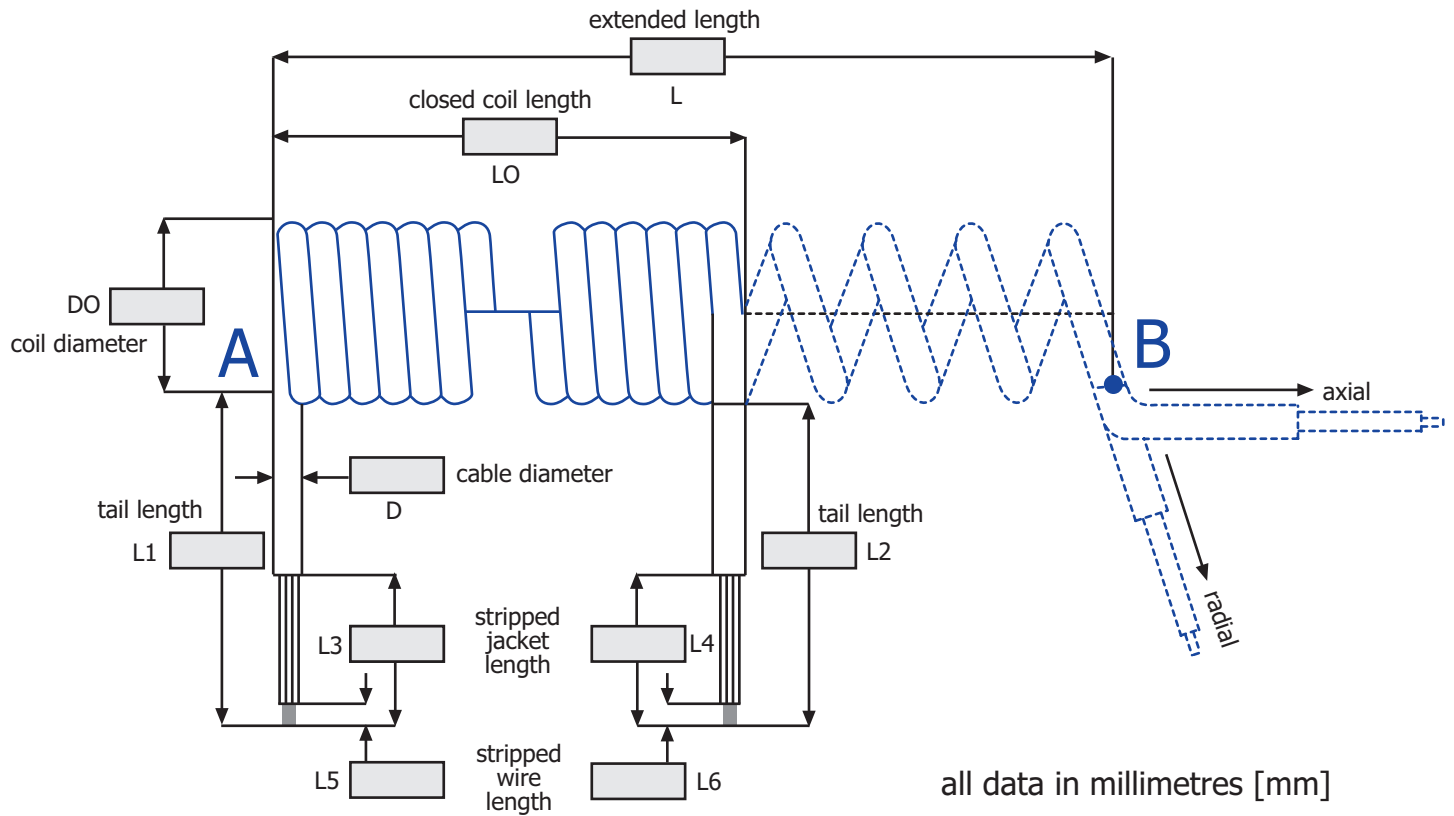 extended length
L
closed coil length
LO
DO
coil diameter
A
B
axial
cable diameter
D
tail length
L1
tail length
L2
radial
L3
stripped
jacket
length
L4
L5
stripped
wire
length
L6
all data in millimetres [mm]